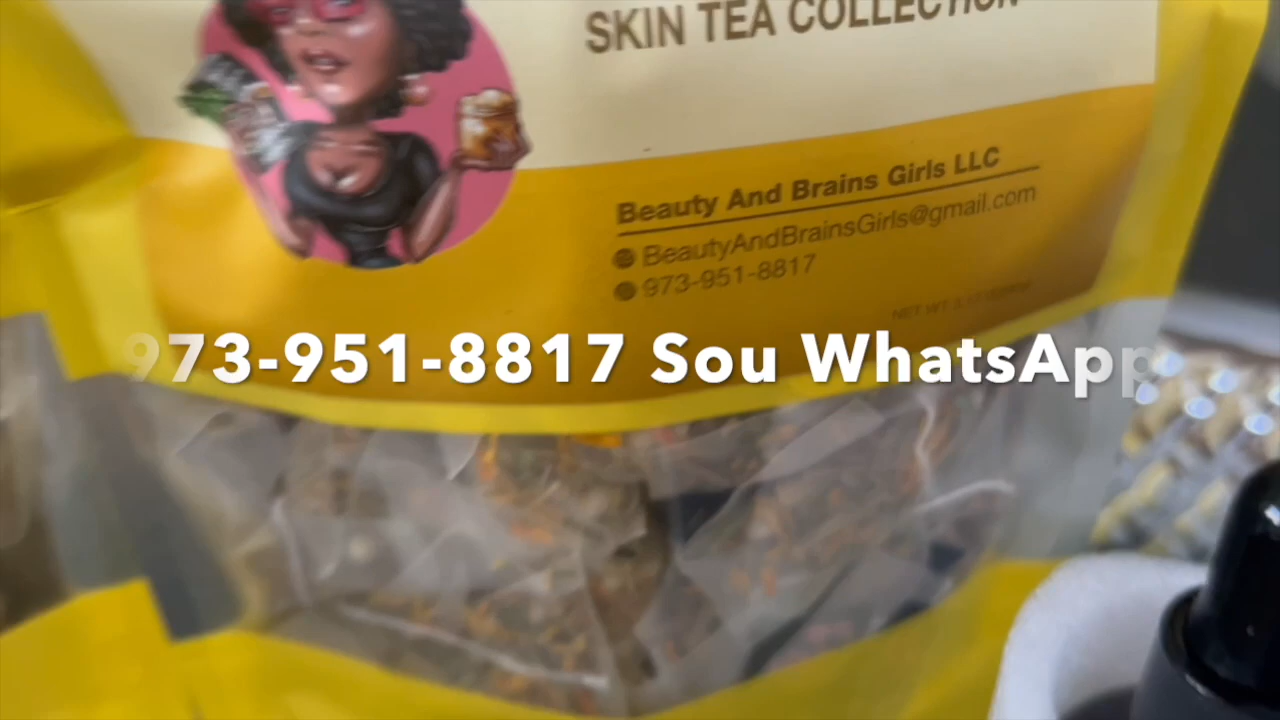 SKIN TEA COLLECTION
Beauty And Brains Girls LLC
BeautyAndBrainsGirls@gmail.com
973-951-8817
973-951-8817 Sou WhatsApp